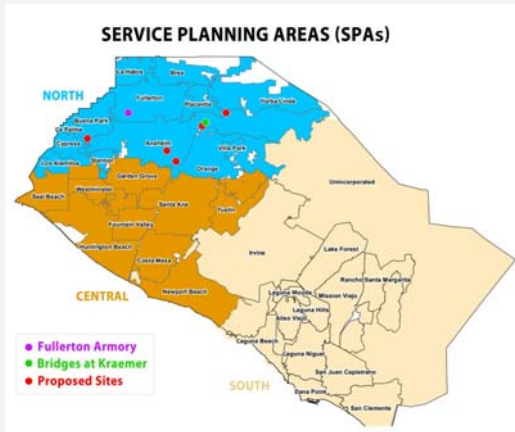 SERVICE PLANNING AREAS (SPAs)
La Habra
Brea
NORTH
Fullerton
Placentia
Yorba Linda
Buena Park
La Palma
Cypress
Anaheim
Villa Park
Los Alamitos
Stanton
Orange
Garden Grove
Unincorporated
Westminster
Seal Beach
Santa Ana
Tustin
Fountain Valley
Huntington Beach
Irvine
Lake Forest
Costa Mesa
Rancho Santa Margarita
CENTRAL
Newport Beach
Laguna Woods
Mission Viejo
Laguna Hills
Aliso Viejo
Fullerton Armory
Laguna Beach
Bridges at Kraemer
Laguna Niguel
Proposed Sites
San Juan Capistrano
SOUTH
Dana Point
San Clemente